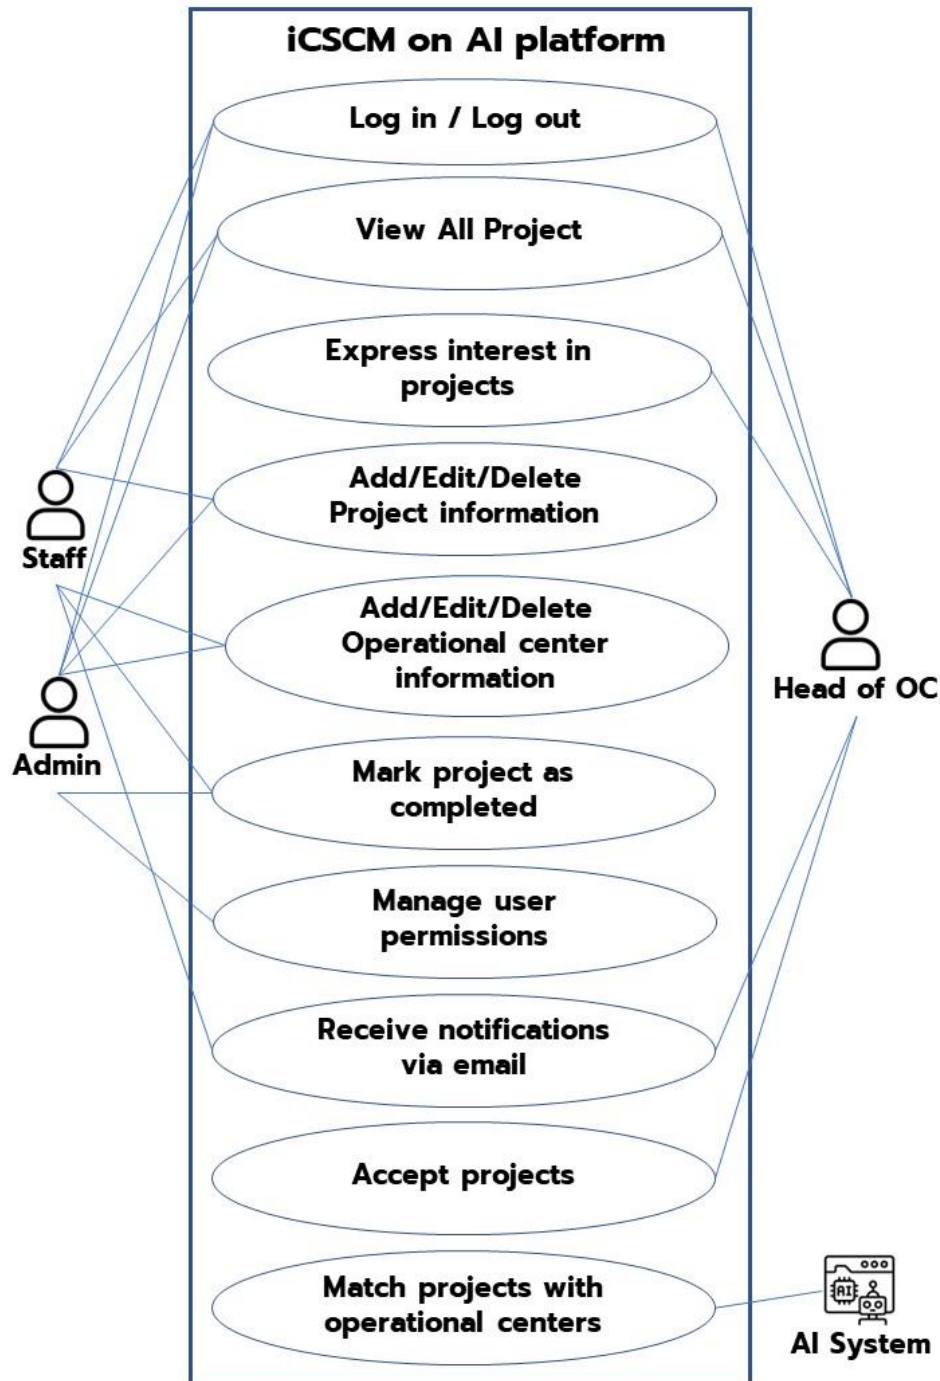 iCSCM on AI platform
Log in / Log out
View All Project
Express interest in
projects
Add/Edit/Delete
Project information
Staff
Add/Edit/Delete
Operational center
information
Head of OC
Admin
Mark project as
completed
Manage user
permissions
Receive notifications
via email
Accept projects
Match projects with
operational centers
AI
AI System